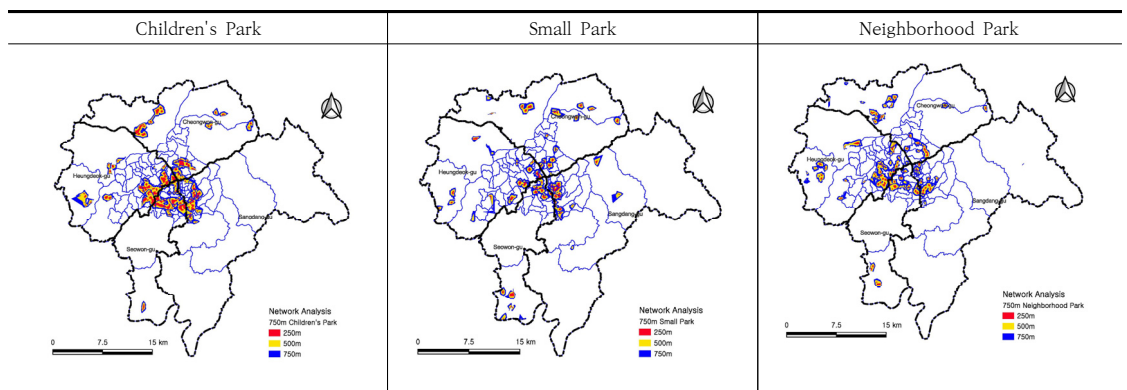 Children's Park
Small Park
Neighborhood Park
Cheongwon-gu
Heungdeok-gu
Sangdang-gu
Seowon-gu
Network Analysis
750m Children's Park
250m
500m
750m
0 7.5 15 km
Cheongwon-gu
Heungdeok-gu
Sangdang-gu
Seowon-gu
Network Analysis
750m Small Park
250m
500m
750m
0 7.5 15 km
Cheongwon-gu
Heungdeok-gu
Sangdang-gu
Seowon-gu
Network Analysis
750m Neighborhood Park
250m
500m
750m
0 7.5 15 km